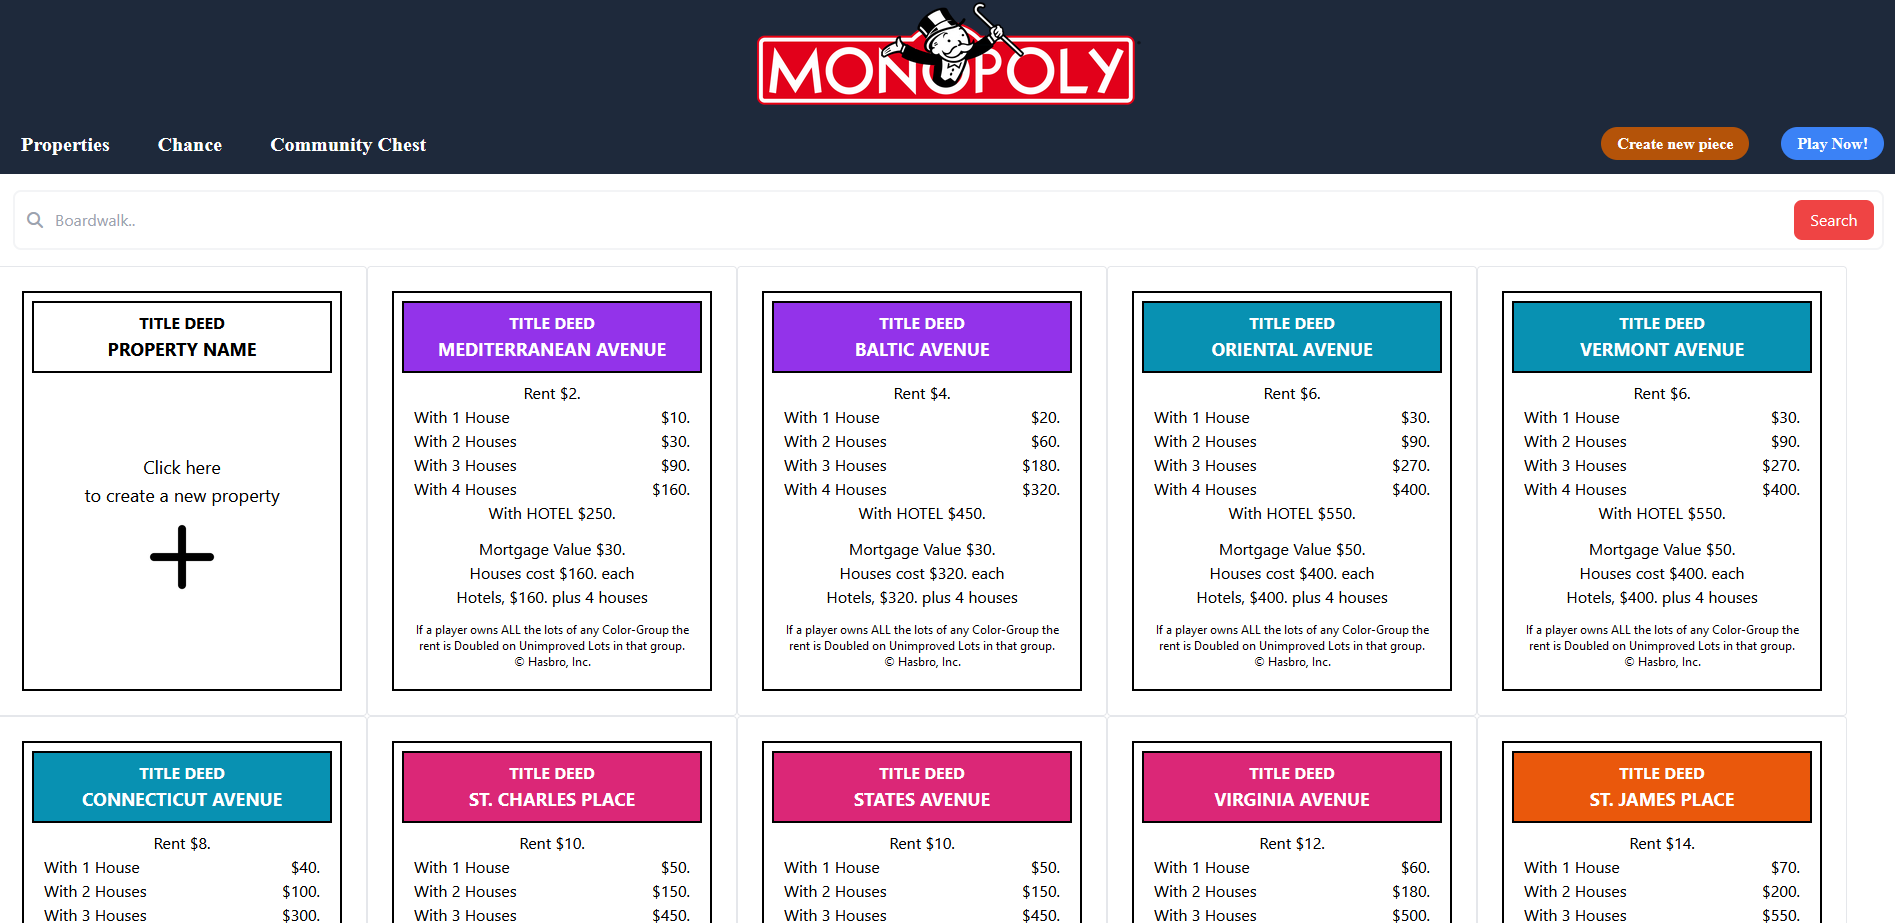 MONOPOLY
Properties
Chance
Community Chest
Create new piece
Play Now!
Boardwalk..
Search
TITLE DEED
PROPERTY NAME
Click here
to create a new property
TITLE DEED
MEDITERRANEAN AVENUE
Rent $2.
With 1 House $10.
With 2 Houses $30.
With 3 Houses $90.
With 4 Houses $160.
With HOTEL $250.
Mortgage Value $30.
Houses cost $160. each
Hotels, $160. plus 4 houses
If a player owns ALL the lots of any Color-Group the
rent is Doubled on Unimproved Lots in that group.
© Hasbro, Inc.
TITLE DEED
BALTIC AVENUE
Rent $4.
With 1 House $20.
With 2 Houses $60.
With 3 Houses $180.
With 4 Houses $320.
With HOTEL $450.
Mortgage Value $30.
Houses cost $320. each
Hotels, $320. plus 4 houses
If a player owns ALL the lots of any Color-Group the
rent is Doubled on Unimproved Lots in that group.
© Hasbro, Inc.
TITLE DEED
ORIENTAL AVENUE
Rent $6.
With 1 House $30.
With 2 Houses $90.
With 3 Houses $270.
With 4 Houses $400.
With HOTEL $550.
Mortgage Value $50.
Houses cost $400. each
Hotels, $400. plus 4 houses
If a player owns ALL the lots of any Color-Group the
rent is Doubled on Unimproved Lots in that group.
© Hasbro, Inc.
TITLE DEED
VERMONT AVENUE
Rent $6.
With 1 House $30.
With 2 Houses $90.
With 3 Houses $270.
With 4 Houses $400.
With HOTEL $550.
Mortgage Value $50.
Houses cost $400. each
Hotels, $400. plus 4 houses
If a player owns ALL the lots of any Color-Group the
rent is Doubled on Unimproved Lots in that group.
© Hasbro, Inc.
TITLE DEED
CONNECTICUT AVENUE
Rent $8.
With 1 House $40.
With 2 Houses $100.
With 3 Houses $300.
TITLE DEED
ST. CHARLES PLACE
Rent $10.
With 1 House $50.
With 2 Houses $150.
With 3 Houses $450.
TITLE DEED
STATES AVENUE
Rent $10.
With 1 House $50.
With 2 Houses $150.
With 3 Houses $450.
TITLE DEED
VIRGINIA AVENUE
Rent $12.
With 1 House $60.
With 2 Houses $180.
With 3 Houses $500.
TITLE DEED
ST. JAMES PLACE
Rent $14.
With 1 House $70.
With 2 Houses $200.
With 3 Houses $550.